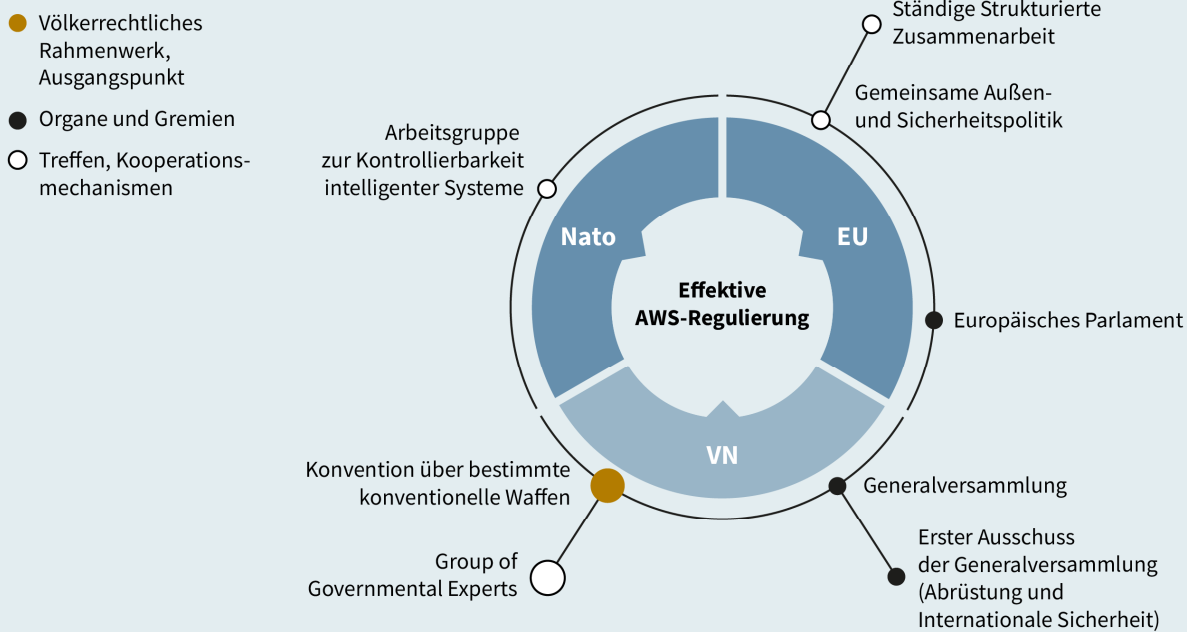 Völkerrechtliches
Rahmenwerk,
Ausgangspunkt
Organe und Gremien
Treffen, Kooperations-
mechanismen
Ständige Strukturierte
Zusammenarbeit
Gemeinsame Außen-
und Sicherheitspolitik
Arbeitsgruppe
zur Kontrollierbarkeit
intelligenter Systeme
Nato
EU
Effektive
AWS-Regulierung
Europäisches Parlament
VN
Konvention über bestimmte
konventionelle Waffen
Generalversammlung
Group of
Governmental Experts
Erster Ausschuss
der Generalversammlung
(Abrüstung und
Internationale Sicherheit)